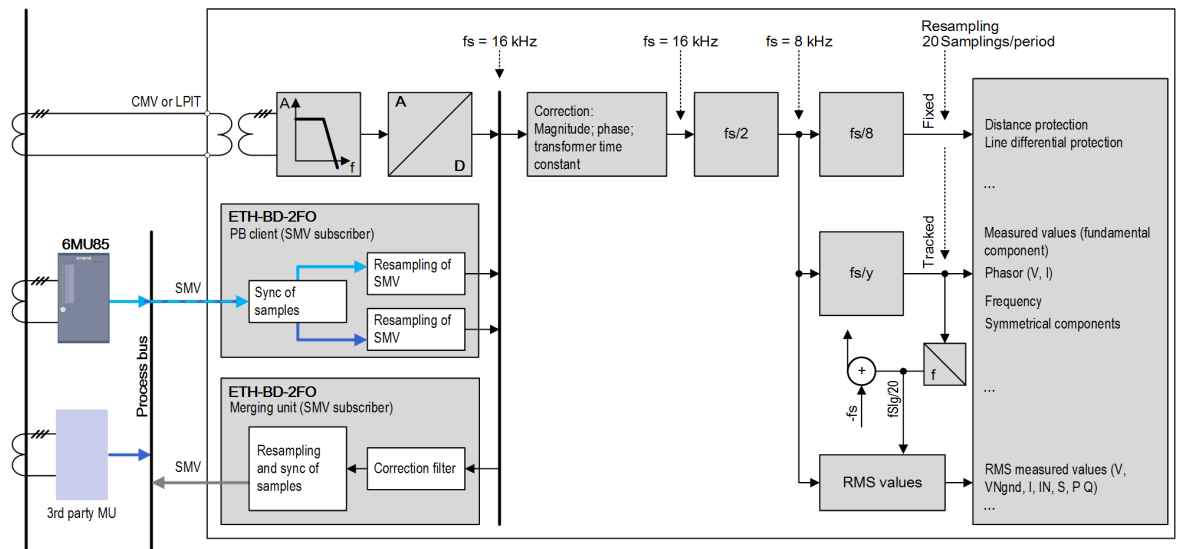 Resampling
20 Samplings/period
fs = 16 kHz
fs = 16 kHz
fs = 8 kHz
CMV or LPIT
A
f
A
D
Correction:
Magnitude; phase;
transformer time
constant
fs/2
fs/8
Fixed
Distance protection
Line differential protection
...
ETH-BD-2FO
PB client (SMV subscriber)
6MU85
SMV
Sync of
samples
Resampling of
SMV
Resampling of
SMV
Process bus
fs/y
Tracked
Measured values (fundamental
component)
Phasor (V, I)
Frequency
Symmetrical components
...
f
+
-fs
fSlg/20
ETH-BD-2FO
Merging unit (SMV subscriber)
Resampling
and sync of
samples
Correction filter
SMV
3rd party MU
RMS values
RMS measured values (V,
VNgnd, I, IN, S, P Q)
...